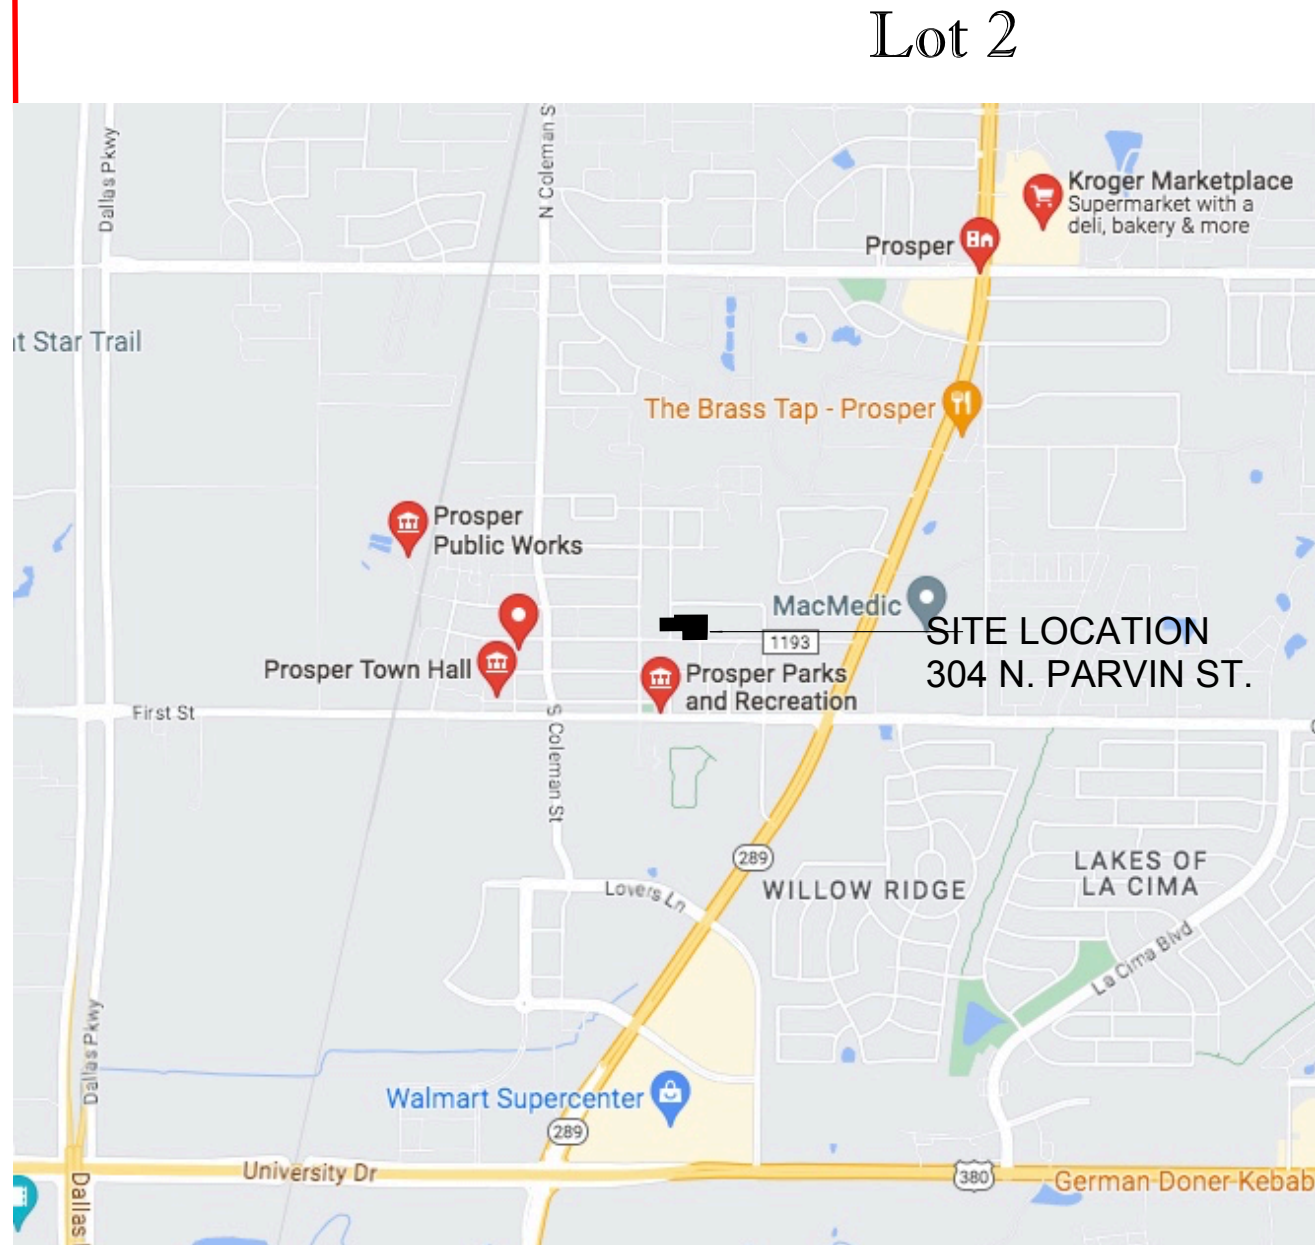 Lot 2
Dallas Pkwy
N Coleman S
Kroger Marketplace
Supermarket with a
deli, bakery & more
Prosper
t Star Trail
The Brass Tap - Prosper
Prosper
Public Works
MacMedic
SITE LOCATION
1193
304 N. PARVIN ST.
Prosper Town Hall
Prosper Parks
and Recreation
First St
S Coleman St
289
LAKES OF
LA CIMA
WILLOW RIDGE
Lovers Ln
La Cima Blvd
Dallas Pkwy
Walmart Supercenter
289
University Dr
380
German Doner Kebab
Dallas